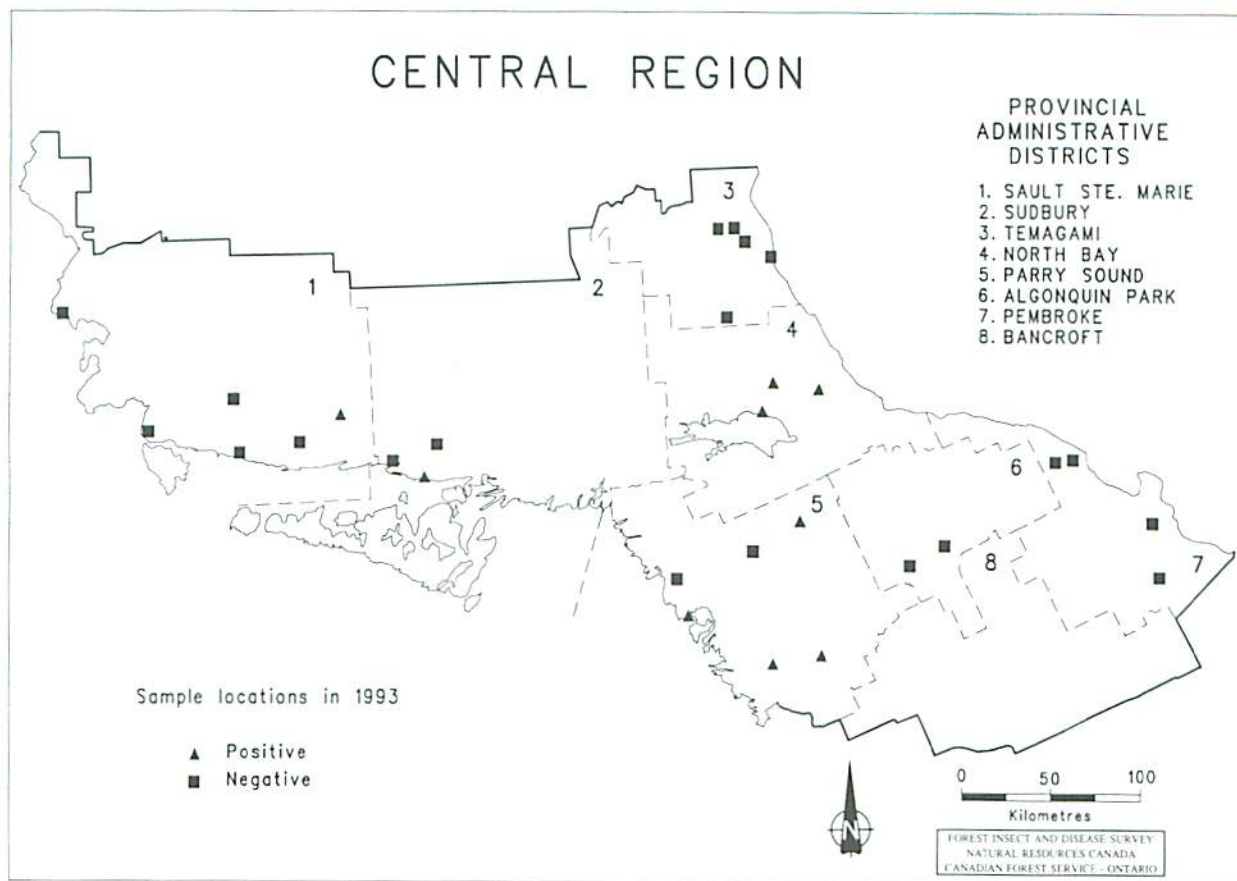 CENTRAL REGION
PROVINCIAL
ADMINISTRATIVE
DISTRICTS
1. SAULT STE. MARIE
2. SUDBURY
3. TEMAGAMI
4. NORTH BAY
5. PARRY SOUND
6. ALGONQUIN PARK
7. PEMBROKE
8. BANCROFT
3
1
2
4
6
5
8
7
Sample locations in 1993
Positive
Negative
0 50 100
Kilometres
N
FOREST INSECT AND DISEASE SURVEY
NATURAL RESOURCES CANADA
CANADIAN FOREST SERVICE - ONTARIO